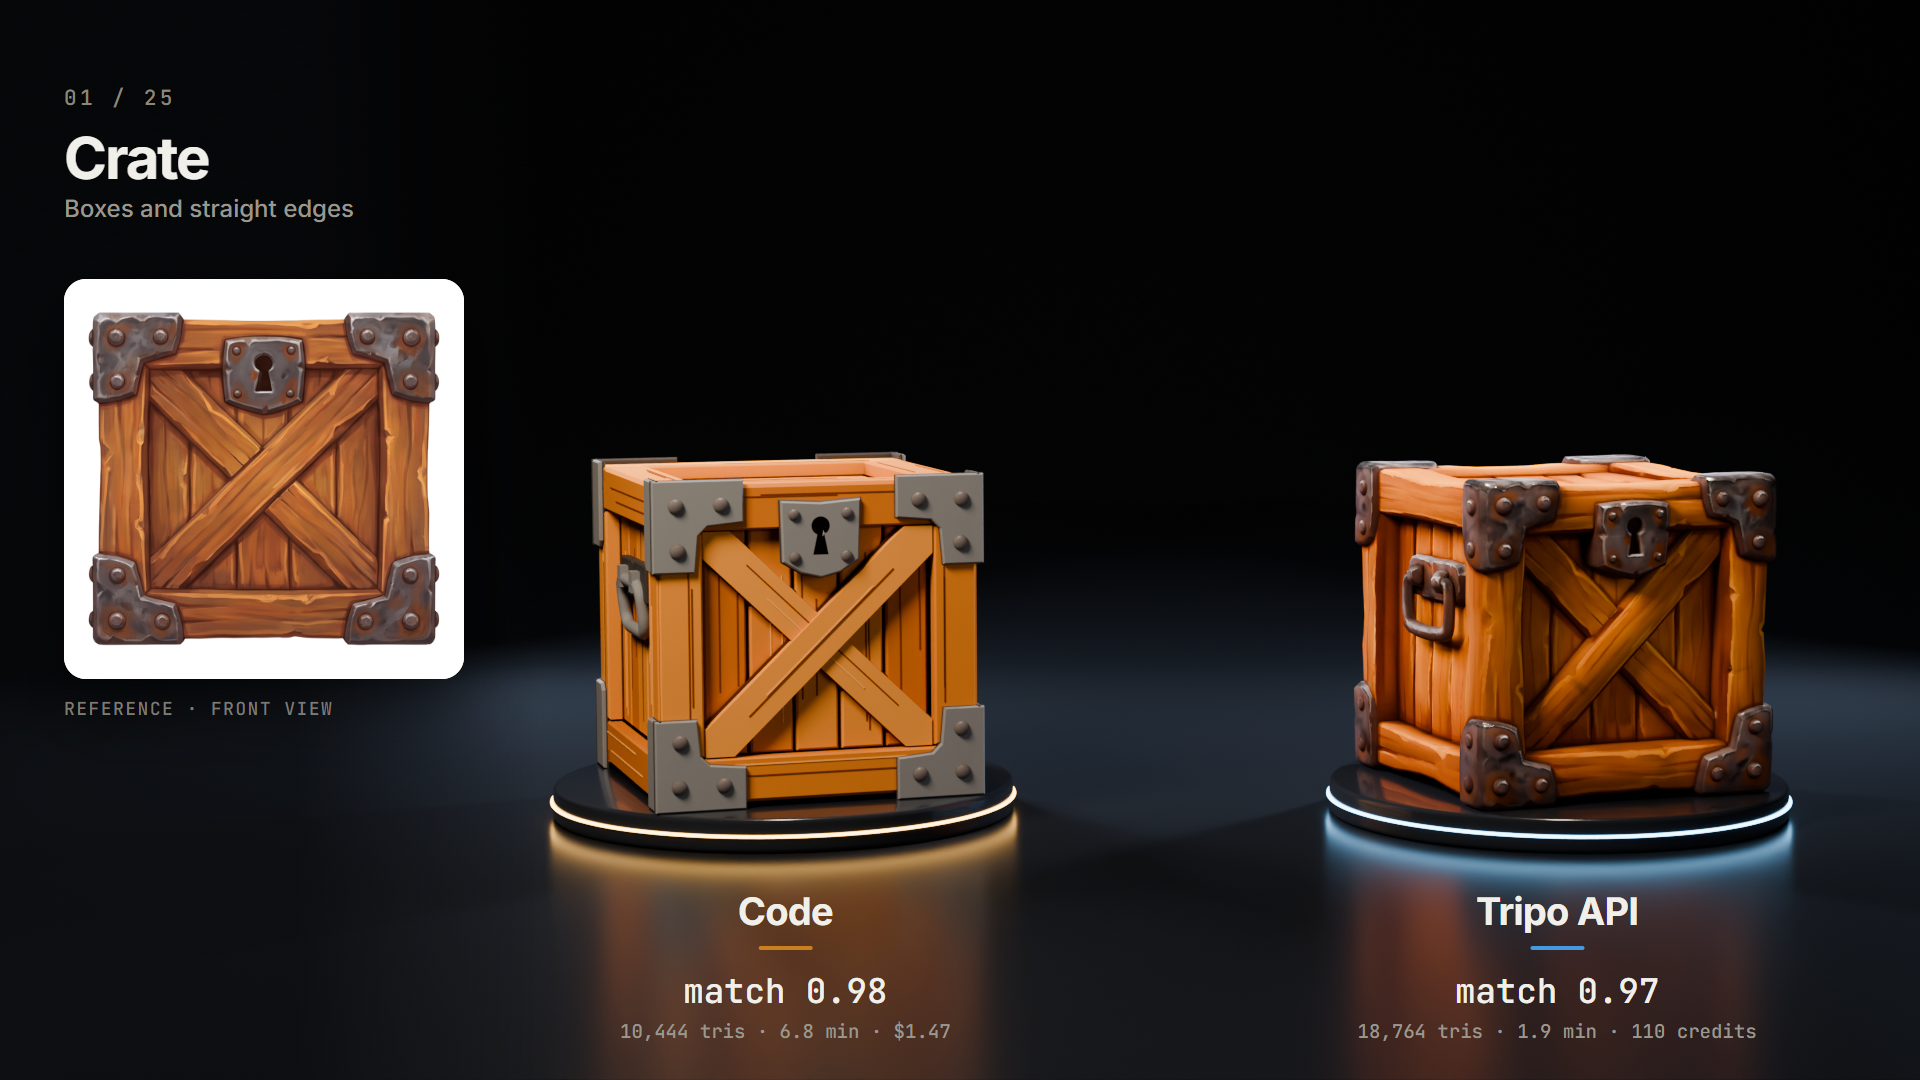 01 / 25
Crate
Boxes and straight edges
REFERENCE · FRONT VIEW
Code
match 0.98
10,444 tris · 6.8 min · $1.47
Tripo API
match 0.97
18,764 tris · 1.9 min · 110 credits